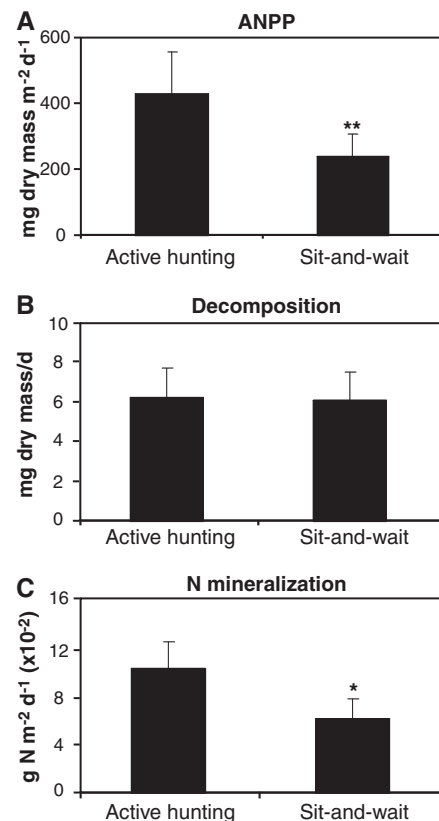 A
ANPP
mg dry mass m-2 d-1
600
400
200
0
**
Active hunting
Sit-and-wait
B
Decomposition
mg dry mass/d
10
8
6
4
2
0
Active hunting
Sit-and-wait
C
N mineralization
g N m-2 d-1 (x10-2)
16
12
8
4
0
*
Active hunting
Sit-and-wait